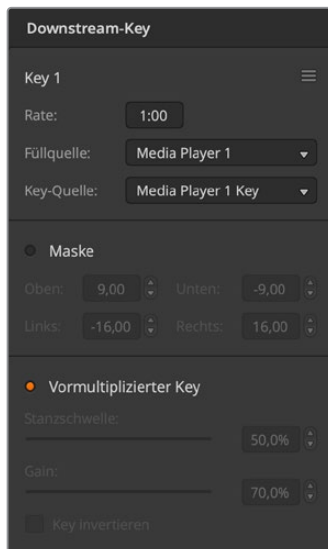 Downstream-Key
Key 1
Rate: 1:00
Füllquelle: Media Player 1
Key-Quelle: Media Player 1 Key
Maske
Oben: 9,00 Unten: -9,00
Links: -16,00 Rechts: 16,00
Vormultiplizierter Key
Stanzschwelle:
50,0%
Gain:
70,0%
Key Invertieren